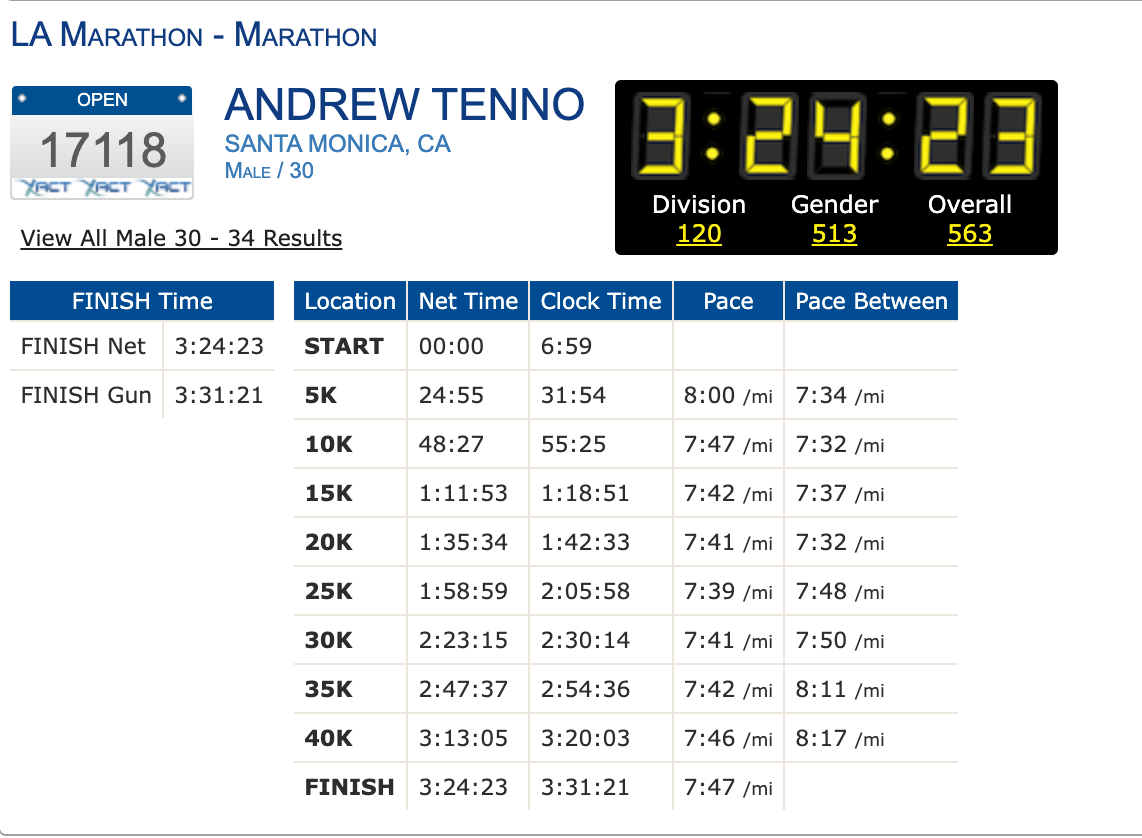 LA Marathon - Marathon
OPEN
17118
XACT XACT XACT
ANDREW TENNO
SANTA MONICA, CA
Male / 30
3:24:23
Division Gender Overall
120 513 563
View All Male 30 - 34 Results
FINISH Time
FINISH Net 3:24:23
FINISH Gun 3:31:21
Location Net Time Clock Time Pace Pace Between
START 00:00 6:59
5K 24:55 31:54 8:00 /mi 7:34 /mi
10K 48:27 55:25 7:47 /mi 7:32 /mi
15K 1:11:53 1:18:51 7:42 /mi 7:37 /mi
20K 1:35:34 1:42:33 7:41 /mi 7:32 /mi
25K 1:58:59 2:05:58 7:39 /mi 7:48 /mi
30K 2:23:15 2:30:14 7:41 /mi 7:50 /mi
35K 2:47:37 2:54:36 7:42 /mi 8:11 /mi
40K 3:13:05 3:20:03 7:46 /mi 8:17 /mi
FINISH 3:24:23 3:31:21 7:47 /mi